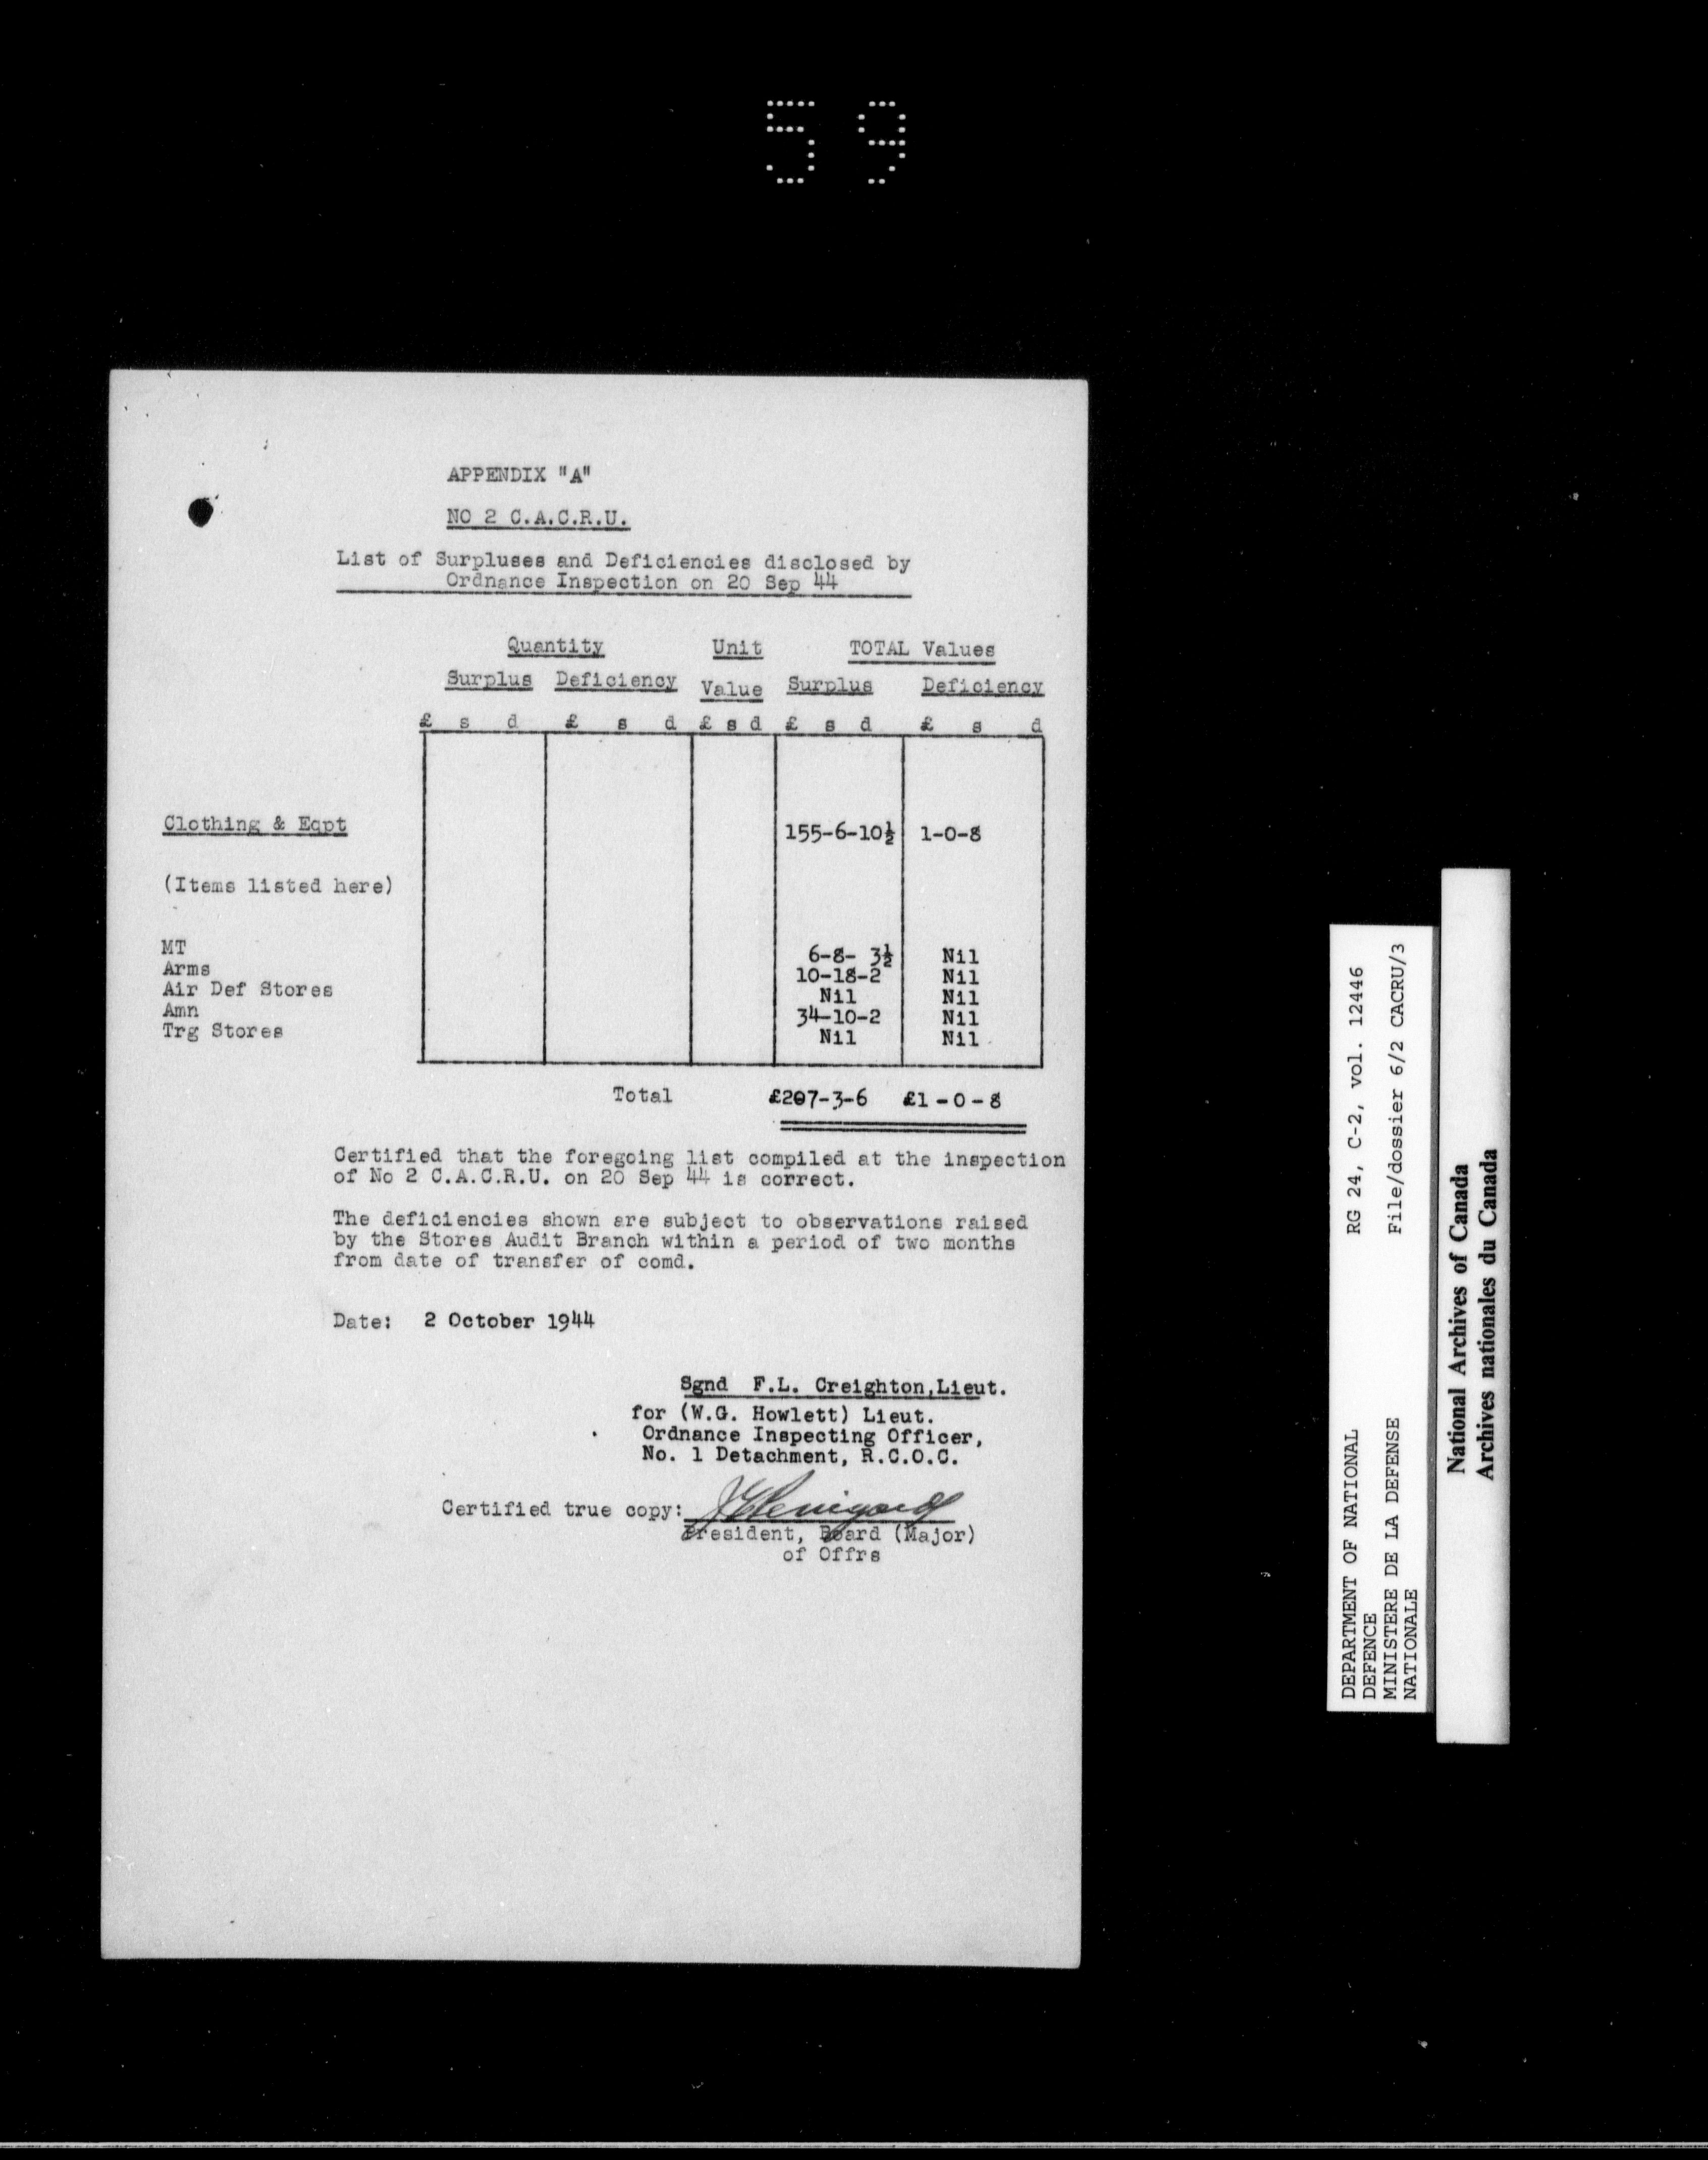 59
APPENDIX "A"
NO 2 C.A.C.R.U.
List of Surpluses and Deficiencies disclosed by
Ordnance Inspection on 20 Sep 44
Quantity Unit TOTAL Values
Surplus Deficiency Value Surplus Deficiency
£ s d £ s d £ s d £ s d £ s d
Clothing & Eqpt 155-6-10½ 1-0-8
(Items listed here)
MT 6-8- 3½ Nil
Arms 10-18-2 Nil
Air Def Stores Nil Nil
Amn 34-10-2 Nil
Trg Stores Nil Nil
Total £207-3-6 £1-0-8
Certified that the foregoing list compiled at the inspection
of No 2 C.A.C.R.U. on 20 Sep 44 is correct.
The deficiencies shown are subject to observations raised
by the Stores Audit Branch within a period of two months
from date of transfer of comd.
Date: 2 October 1944
Sgnd F.L. Creighton,Lieut.
for (W.G. Howlett) Lieut.
Ordnance Inspecting Officer,
No. 1 Detachment, R.C.O.C.
Certified true copy:
President, Board (Major)
of Offrs
DEPARTMENT OF NATIONAL RG 24, C-2, vol. 12446
DEFENCE
MINISTERE DE LA DEFENSE File/dossier 6/2 CACRU/3
NATIONALE
National Archives of Canada
Archives nationales du Canada